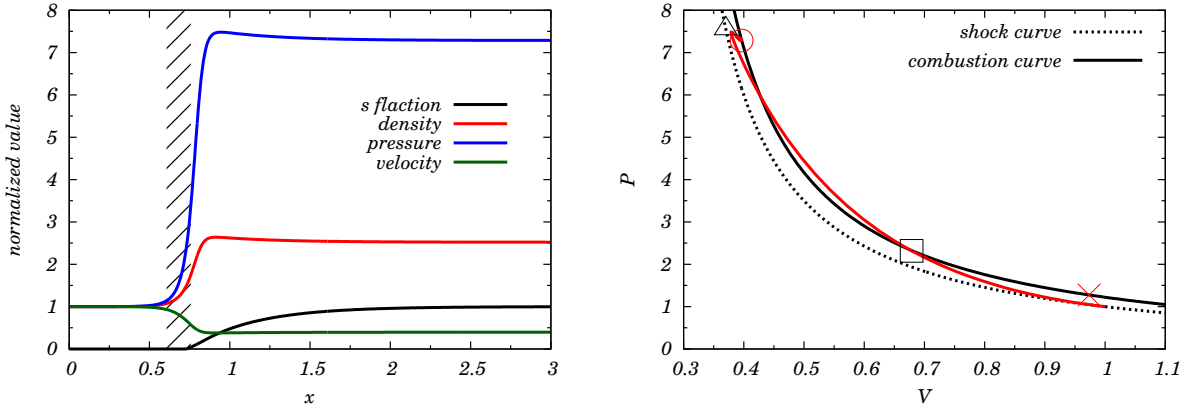 8
7
6
5
4
3
2
1
0
normalized value
0 0.5 1 1.5 2 2.5 3
x
s flaction
density
pressure
velocity
8
7
6
5
4
3
2
1
0
P
0.3 0.4 0.5 0.6 0.7 0.8 0.9 1 1.1
V
shock curve
combustion curve